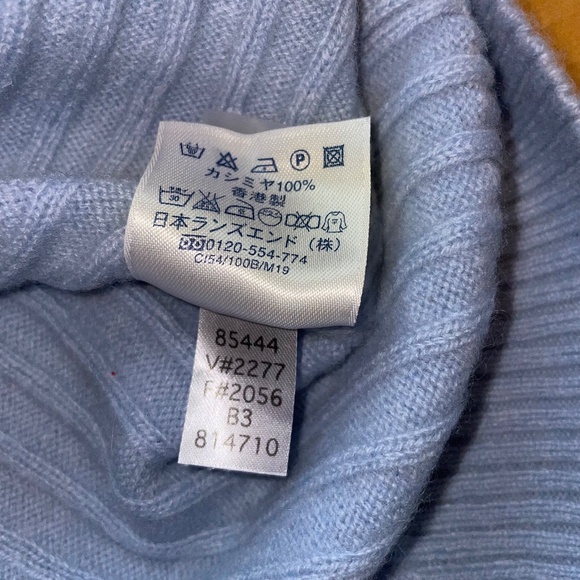 P
カシミヤ100%
香港製
30
日本ランズエンド(株)
0120-554-774
C/54/100B/M19
85444
V#2277
F#2056
B3
814710